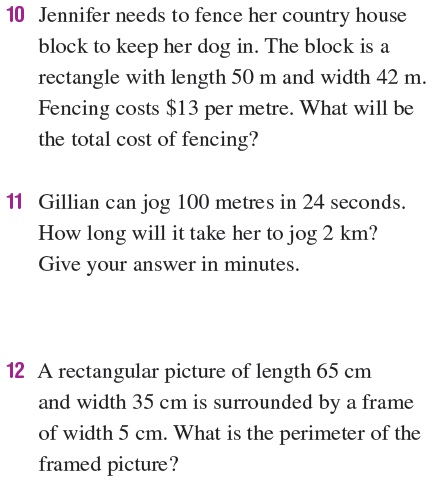 10 Jennifer needs to fence her country house
block to keep her dog in. The block is a
rectangle with length 50 m and width 42 m.
Fencing costs $13 per metre. What will be
the total cost of fencing?
11 Gillian can jog 100 metres in 24 seconds.
How long will it take her to jog 2 km?
Give your answer in minutes.
12 A rectangular picture of length 65 cm
and width 35 cm is surrounded by a frame
of width 5 cm. What is the perimeter of the
framed picture?